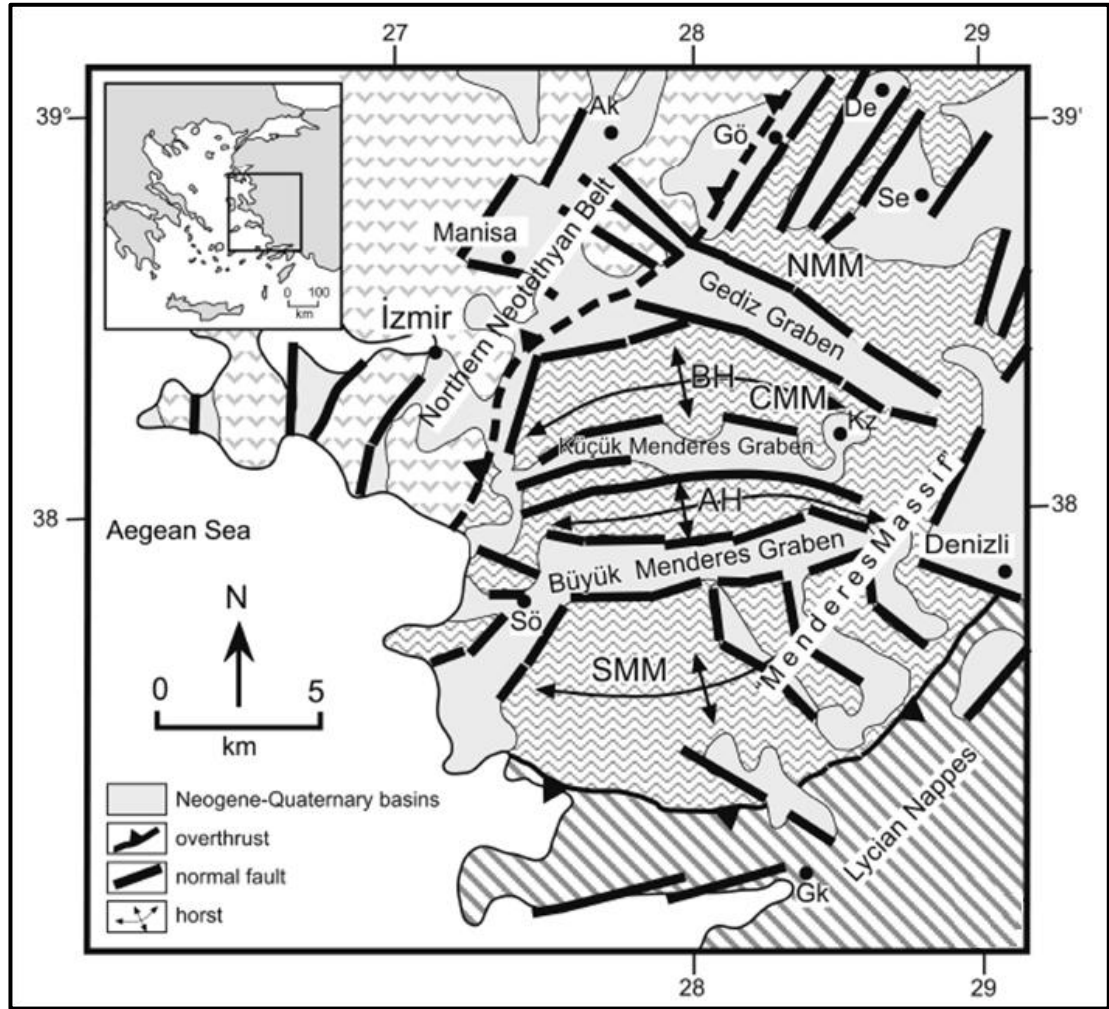 27 28 29
39° 39'
Ak
De
Gö
Se
Manisa
NMM
Northern Neotethyan Belt
Gediz Graben
İzmir
0 100
km
BH
CMM
Kz
Küçük Menderes Graben
38 38
AH
Aegean Sea
Denizli
Büyük Menderes Graben
Sö
"Menderes Massif"
N
SMM
0 5
km
Lycian Nappes
Neogene-Quaternary basins
overthrust
normal fault
horst
Gk
28 29